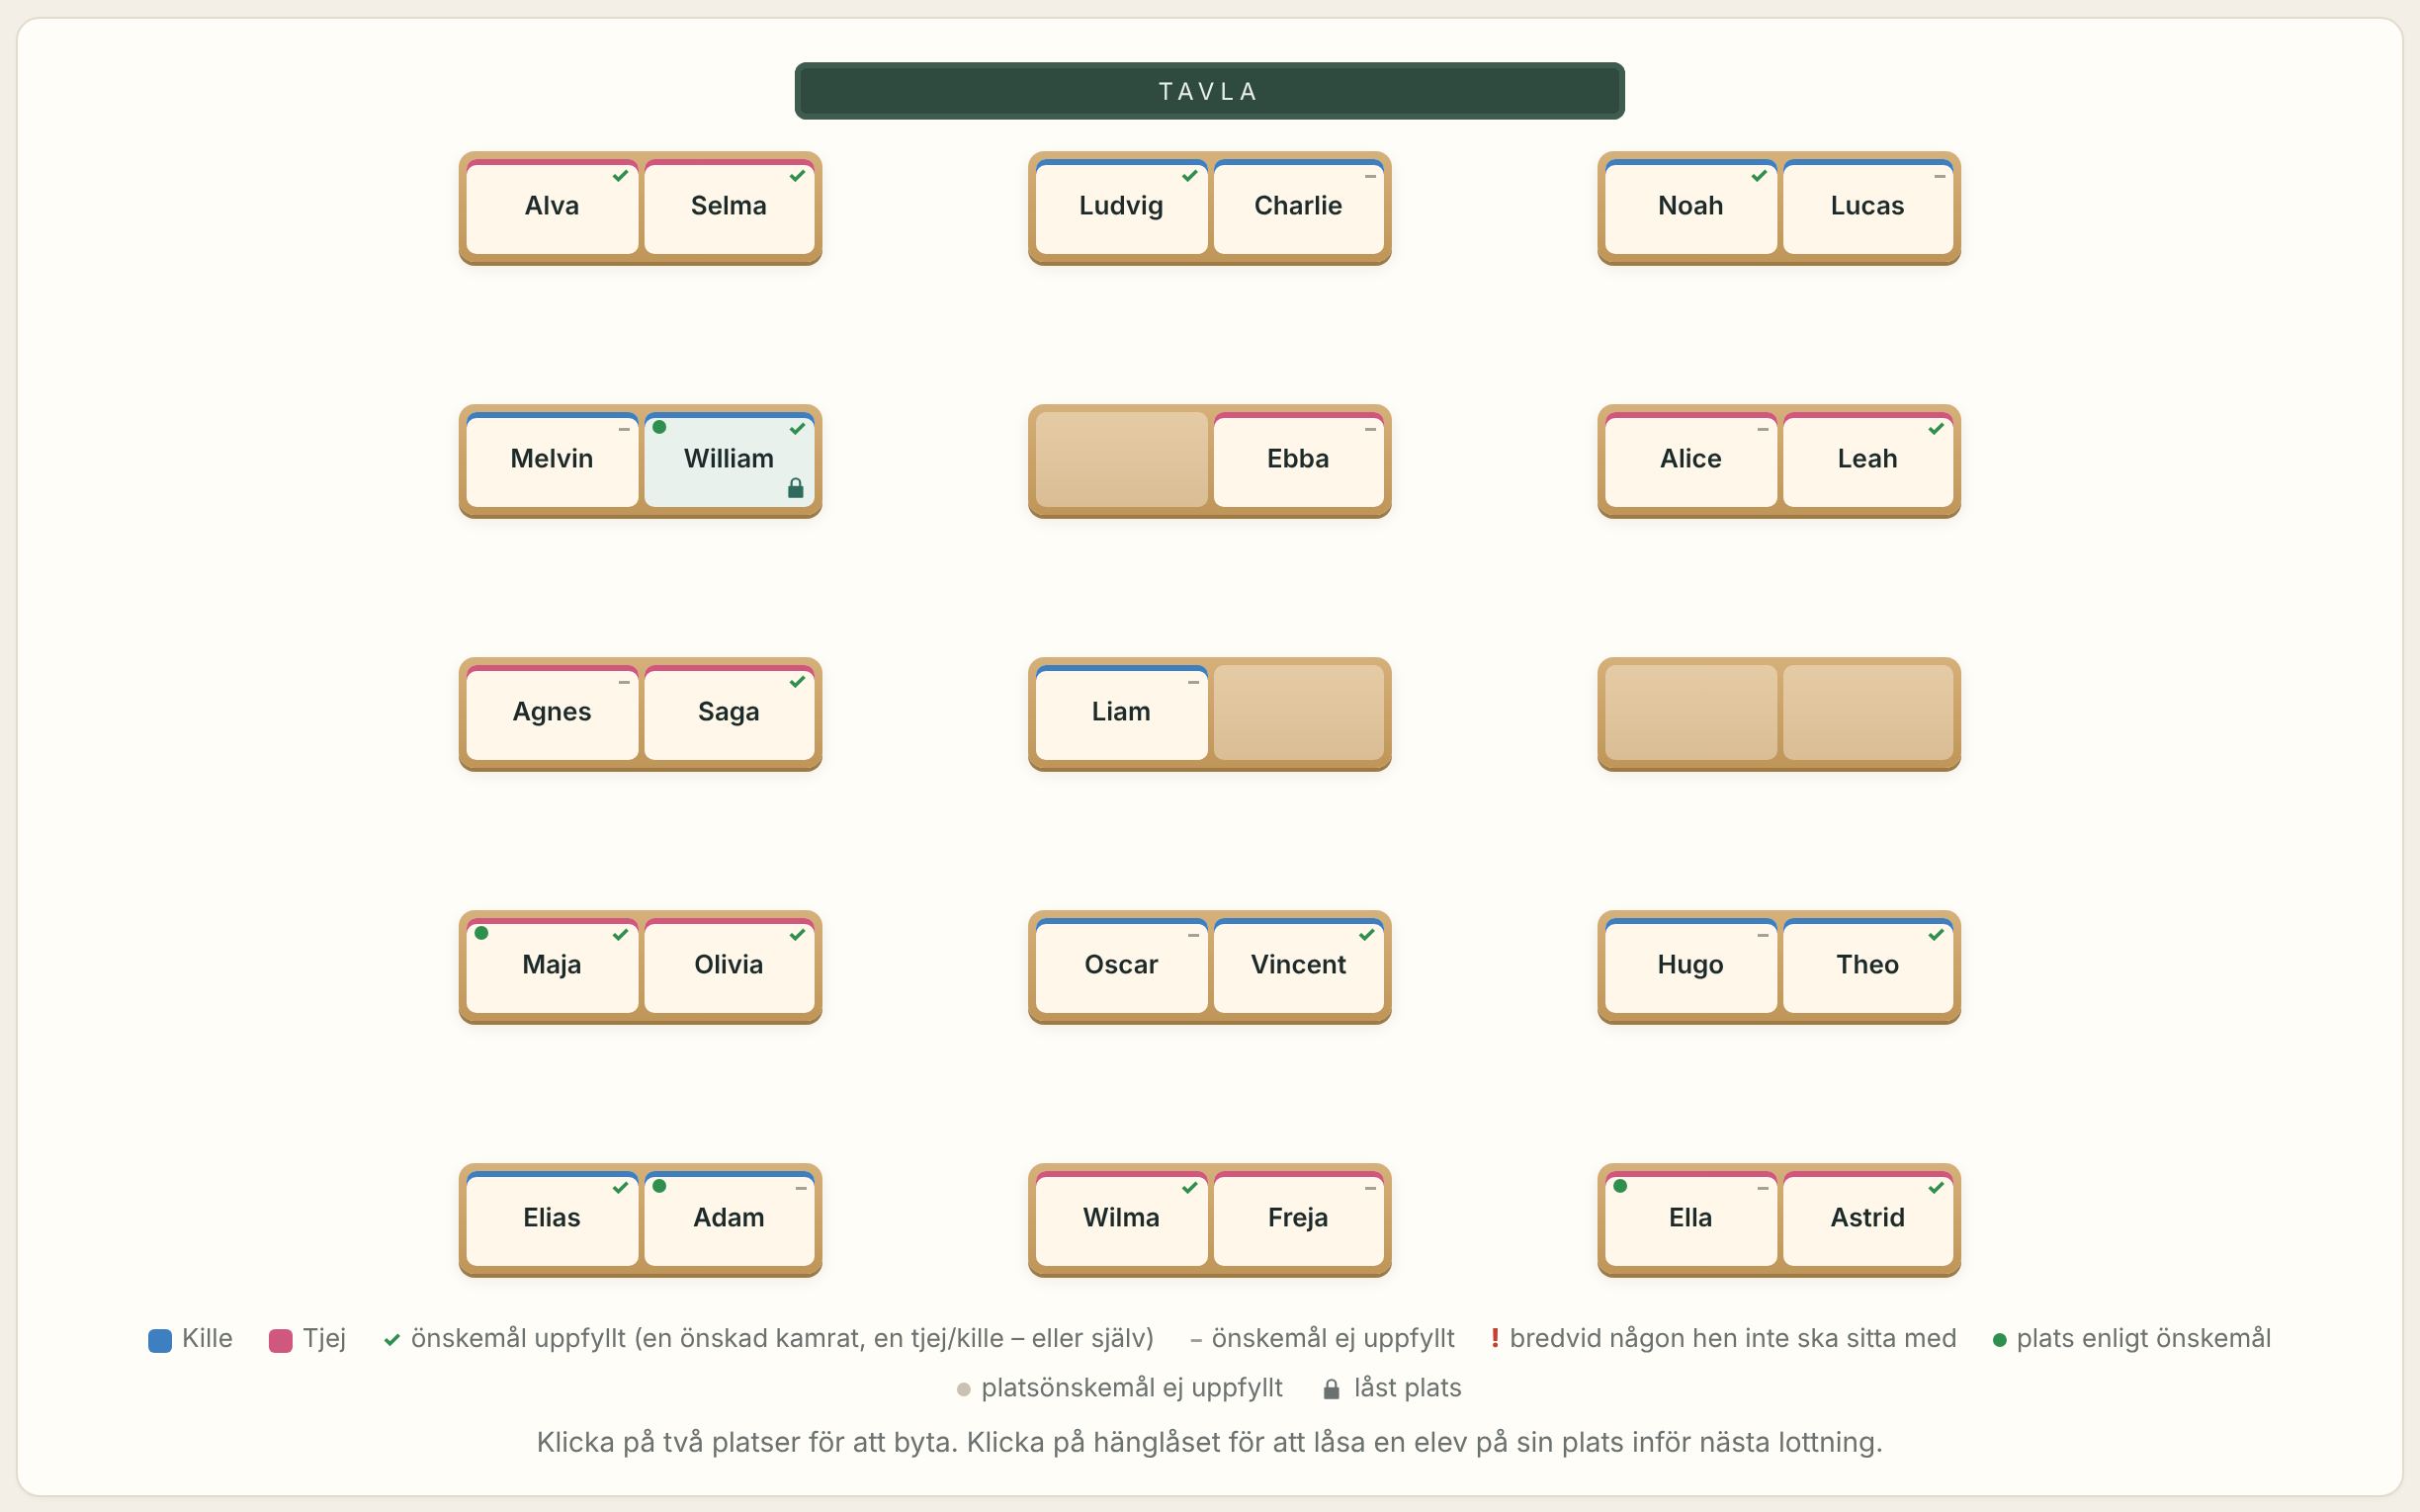 TAVLA
Alva Selma Ludvig Charlie Noah Lucas
Melvin William Ebba Alice Leah
Agnes Saga Liam
Maja Olivia Oscar Vincent Hugo Theo
Elias Adam Wilma Freja Ella Astrid
Kille Tjej önskemål uppfyllt (en önskad kamrat, en tjej/kille – eller själv) – önskemål ej uppfyllt ! bredvid någon hen inte ska sitta med plats enligt önskemål
platsönskemål ej uppfyllt låst plats
Klicka på två platser för att byta. Klicka på hänglåset för att låsa en elev på sin plats inför nästa lottning.